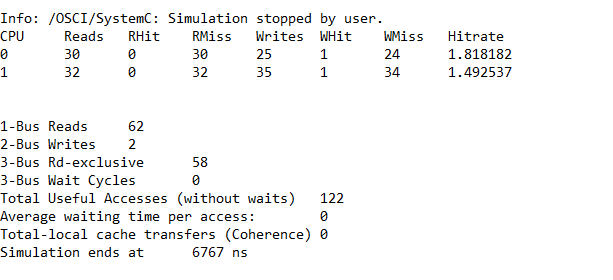 Info: /OSCI/SystemC: Simulation stopped by user.
CPU Reads RHit RMiss Writes WHit WMiss Hitrate
0 30 0 30 25 1 24 1.818182
1 32 0 32 35 1 34 1.492537
1-Bus Reads 62
2-Bus Writes 2
3-Bus Rd-exclusive 58
3-Bus Wait Cycles 0
Total Useful Accesses (without waits) 122
Average waiting time per access: 0
Total-local cache transfers (Coherence) 0
Simulation ends at 6767 ns